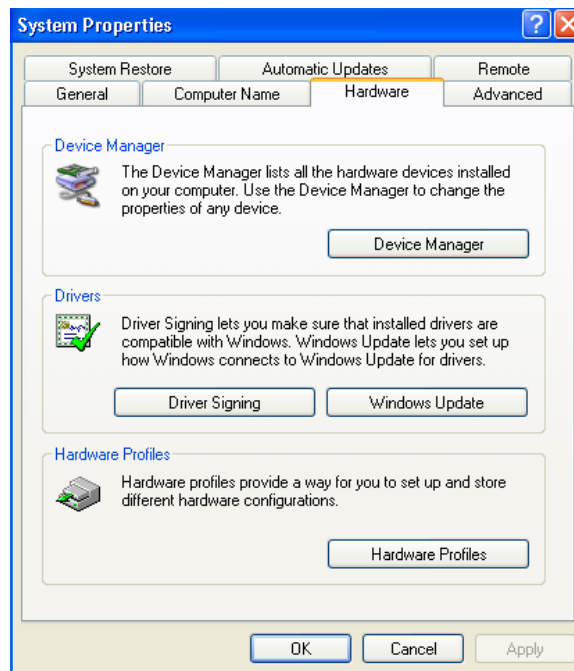 System Properties
System Restore Automatic Updates Remote
General Computer Name Hardware Advanced
Device Manager
The Device Manager lists all the hardware devices installed
on your computer. Use the Device Manager to change the
properties of any device.
Device Manager
Drivers
Driver Signing lets you make sure that installed drivers are
compatible with Windows. Windows Update lets you set up
how Windows connects to Windows Update for drivers.
Driver Signing Windows Update
Hardware Profiles
Hardware profiles provide a way for you to set up and store
different hardware configurations.
Hardware Profiles
OK Cancel Apply